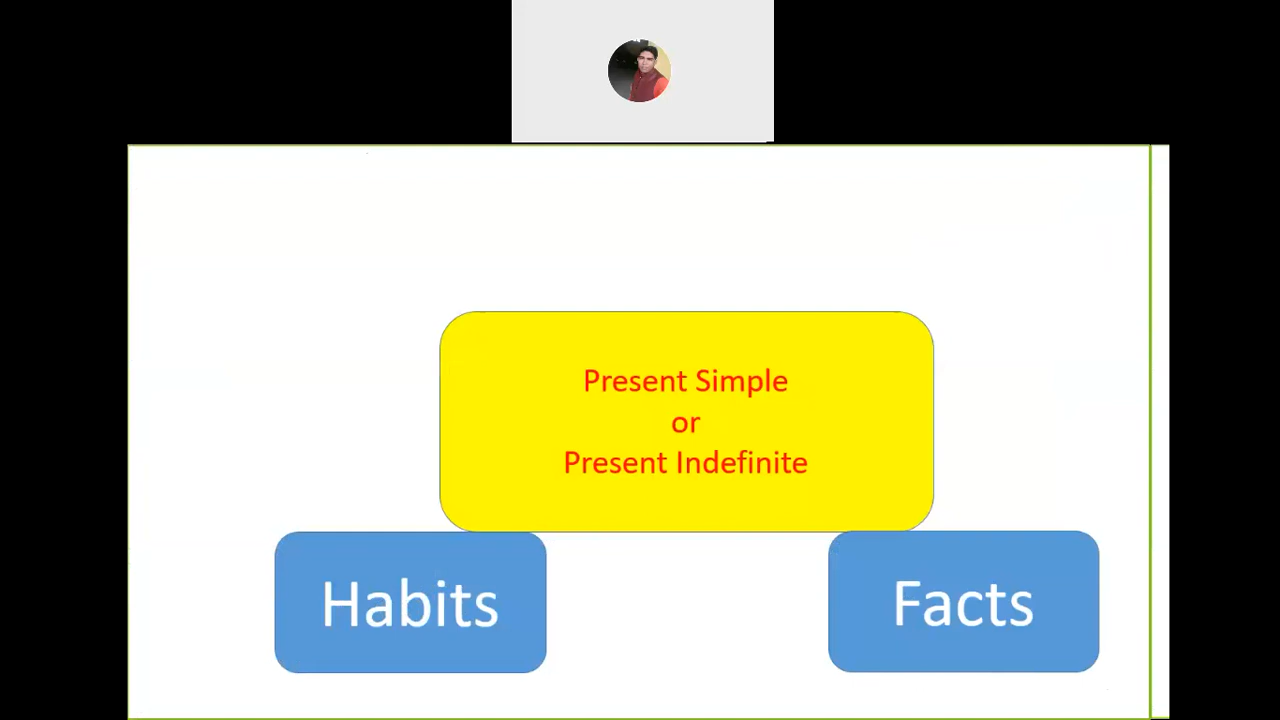 Present Simple
or
Present Indefinite
Habits
Facts